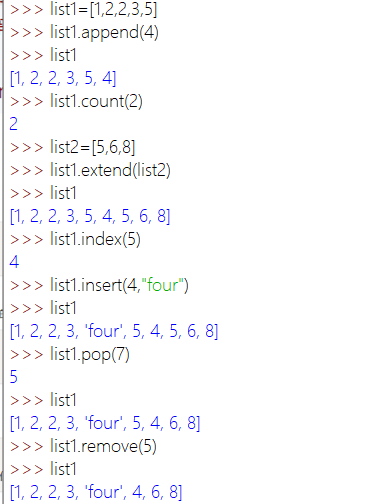 >>> list1=[1,2,2,3,5]
>>> list1.append(4)
>>> list1
[1, 2, 2, 3, 5, 4]
>>> list1.count(2)
2
>>> list2=[5,6,8]
>>> list1.extend(list2)
>>> list1
[1, 2, 2, 3, 5, 4, 5, 6, 8]
>>> list1.index(5)
4
>>> list1.insert(4,"four")
>>> list1
[1, 2, 2, 3, 'four', 5, 4, 5, 6, 8]
>>> list1.pop(7)
5
>>> list1
[1, 2, 2, 3, 'four', 5, 4, 6, 8]
>>> list1.remove(5)
>>> list1
[1, 2, 2, 3, 'four', 4, 6, 8]